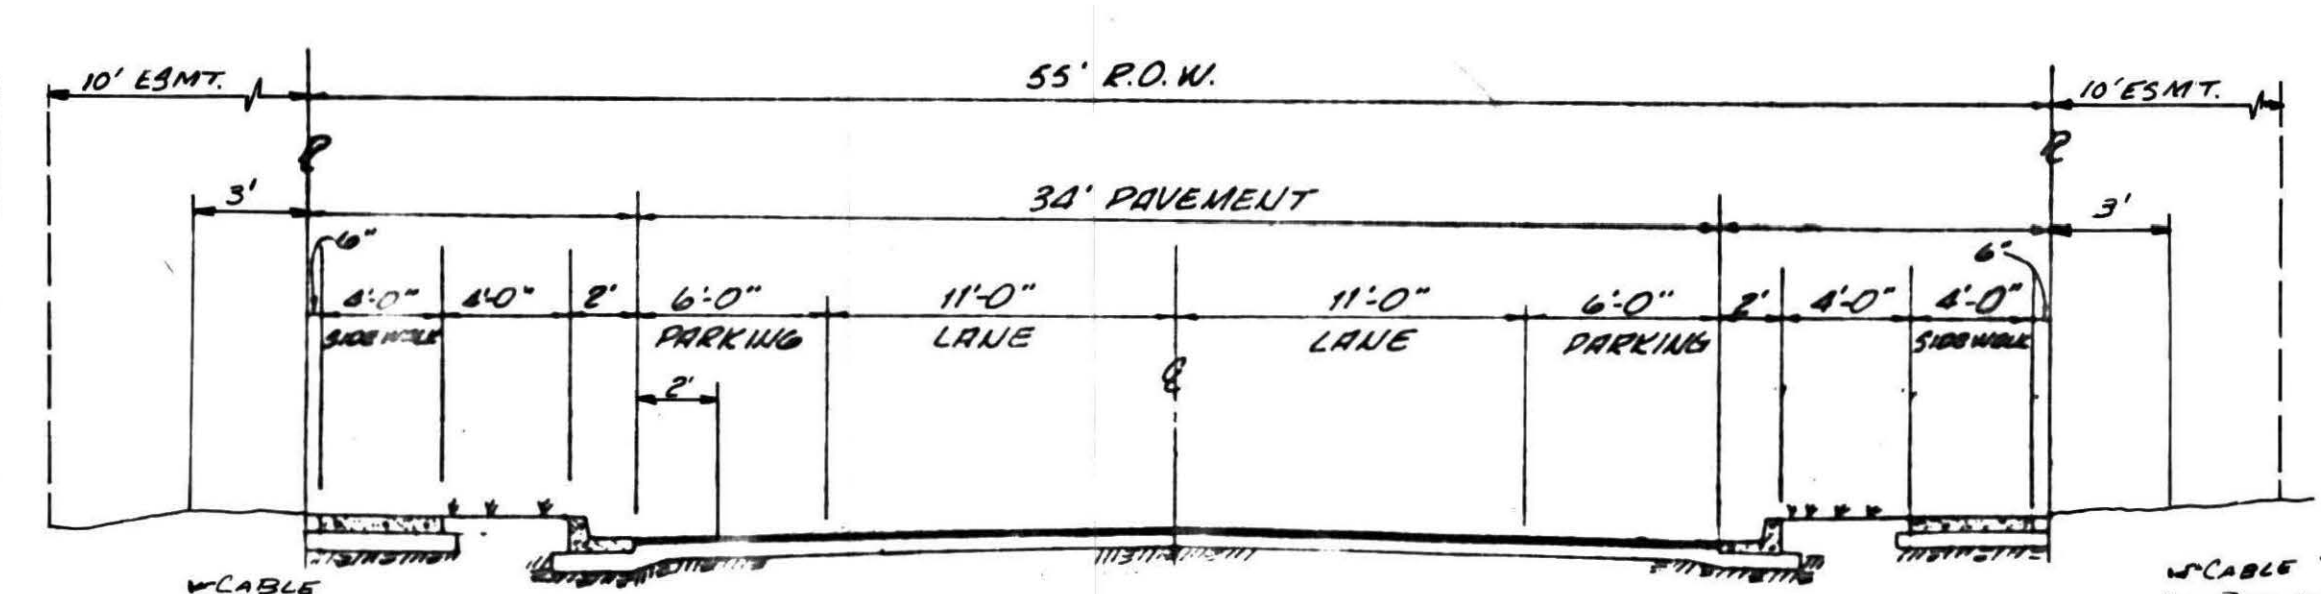 10' ESMT.
55' R.O.W.
10' ESMT.
℄
℄
3'
34' PAVEMENT
3'
6"
6"
4'-0" 4'-0" 2' 6'-0" 11'-0" 11'-0" 6'-0" 2' 4'-0" 4'-0"
SIDEWALK PARKING LANE LANE PARKING SIDEWALK
2'
℄
CABLE
CABLE